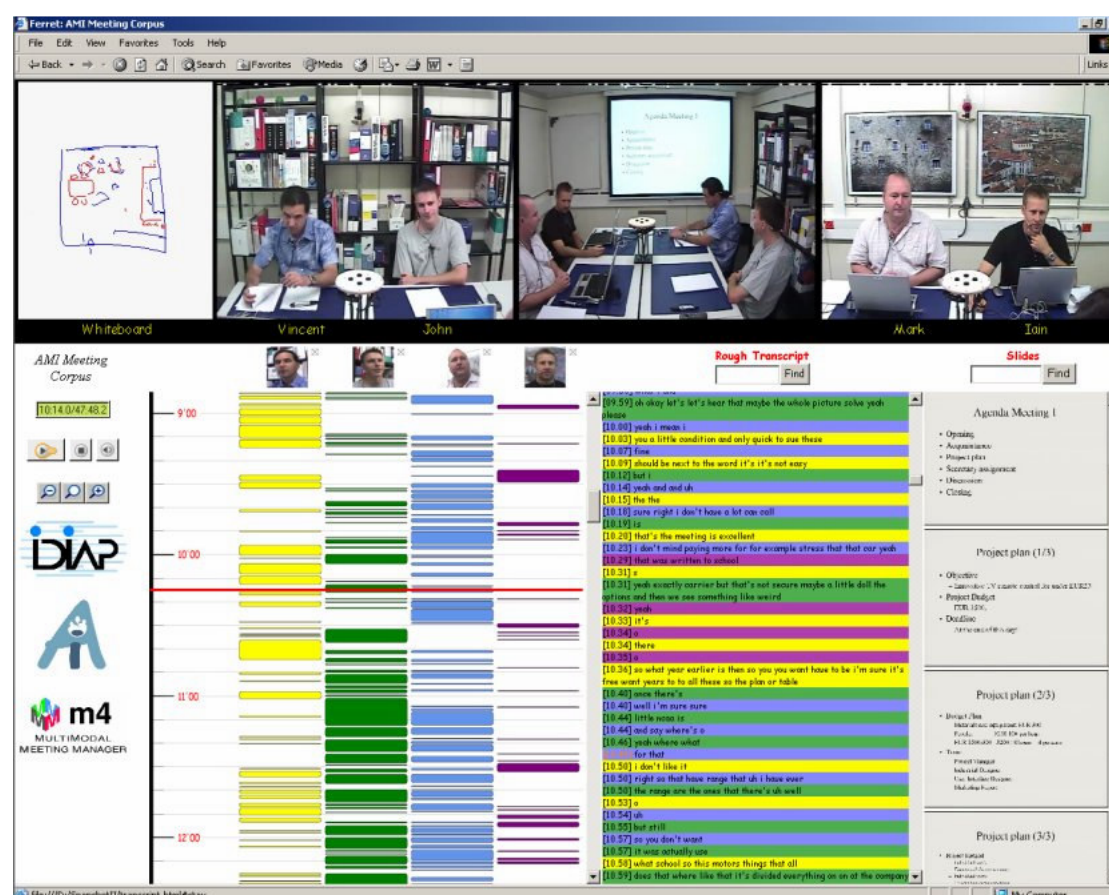 Ferret: AMI Meeting Corpus
File Edit View Favorites Tools Help
Back Search Favorites Media Links
Agenda Meeting 1
Whiteboard Vincent John Mark Iain
AMI Meeting
Corpus
Rough Transcript
Find
Slides
Find
10:14.0/47:48.2
9'00
10'00
11'00
12'00
IDIAP
m4
MULTIMODAL
MEETING MANAGER
[09.59] oh okay let's let's hear that maybe the whole picture solve yeah
please
[10.00] yeah i mean i
[10.03] you a little condition and only quick to sue these
[10.07] fine
[10.09] should be next to the word it's it's not easy
[10.12] but i
[10.14] yeah and and uh
[10.15] the the
[10.18] sure right i don't have a lot can call
[10.19] is
[10.20] that's the meeting is excellent
[10.23] i don't mind paying more for for example stress that that car yeah
[10.29] that was written to school
[10.31] s
[10.31] yeah exactly carrier but that's not secure maybe a little doll the
options and then we see something like weird
[10.32] yeah
[10.33] it's
[10.34] o
[10.34] there
[10.35] o
[10.36] so what year earlier is then so you you want have to be i'm sure it's
free want years to to all these so the plan or table
[10.40] once there's
[10.40] well i'm sure sure
[10.44] little nosa is
[10.44] and say where's o
[10.46] yeah where what
for that
[10.50] i don't like it
[10.50] right so that have range that uh i have ever
[10.50] the range are the ones that there's uh well
[10.53] o
[10.54] uh
[10.55] but still
[10.57] so you don't want
[10.57] it was actually use
[10.58] what school so this motors things that all
[10.59] does that where like that it's divided everything on on at the company
Agenda Meeting 1
• Opening
• Acquaintance
• Project plan
• Secretary assignment
• Discussion
• Closing
Project plan (1/3)
• Objective
• Project Budget
• Deadline
Project plan (2/3)
• Budget Plan
• Team
Project Manager
Industrial Designer
User Interface Designer
Marketing Expert
Project plan (3/3)
My Computer